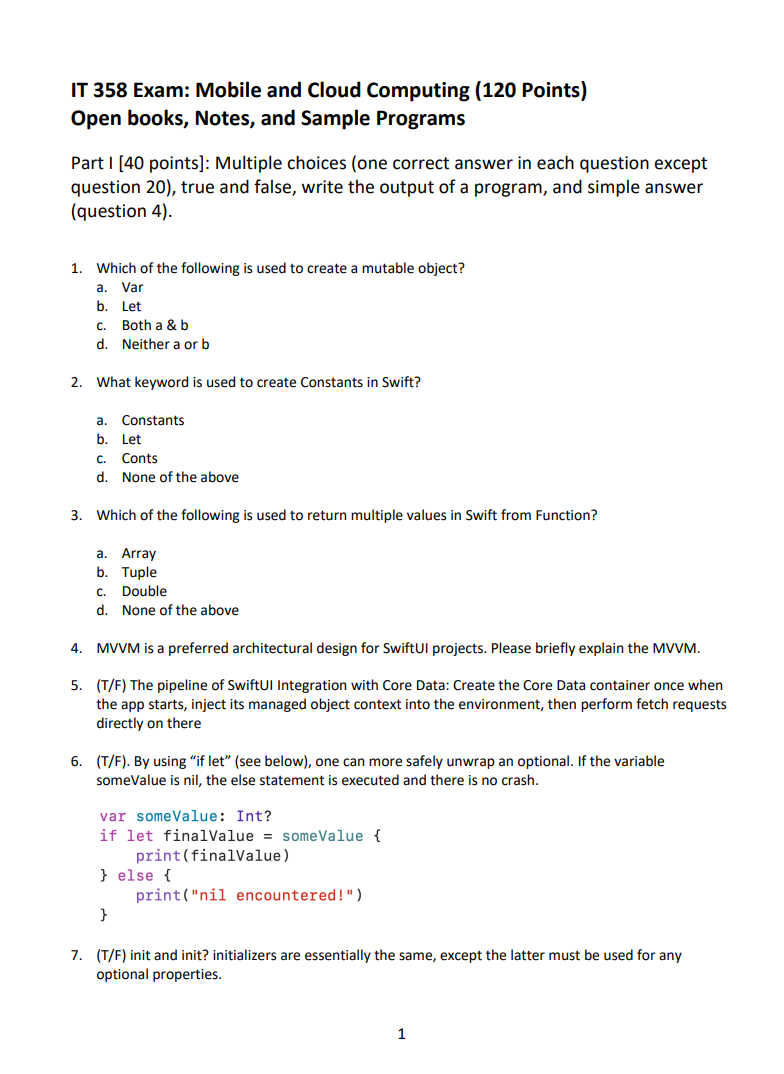 IT 358 Exam: Mobile and Cloud Computing (120 Points)
Open books, Notes, and Sample Programs
Part I [40 points]: Multiple choices (one correct answer in each question except
question 20), true and false, write the output of a program, and simple answer
(question 4).
1. Which of the following is used to create a mutable object?
a. Var
b. Let
c. Both a & b
d. Neither a or b
2. What keyword is used to create Constants in Swift?
a. Constants
b. Let
c. Conts
d. None of the above
3. Which of the following is used to return multiple values in Swift from Function?
a. Array
b. Tuple
c. Double
d. None of the above
4. MVVM is a preferred architectural design for SwiftUI projects. Please briefly explain the MVVM.
5. (T/F) The pipeline of SwiftUI Integration with Core Data: Create the Core Data container once when
the app starts, inject its managed object context into the environment, then perform fetch requests
directly on there
6. (T/F). By using “if let” (see below), one can more safely unwrap an optional. If the variable
someValue is nil, the else statement is executed and there is no crash.
var someValue: Int?
if let finalValue = someValue {
    print(finalValue)
} else {
    print("nil encountered!")
}
7. (T/F) init and init? initializers are essentially the same, except the latter must be used for any
optional properties.
1